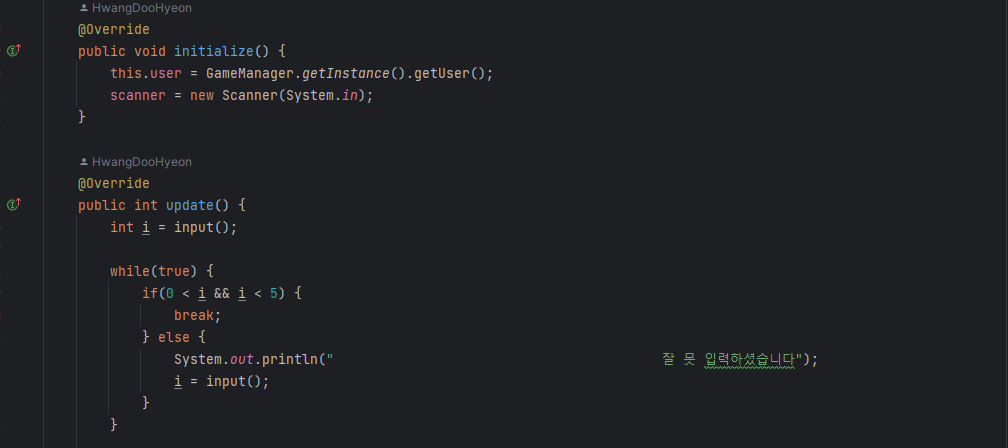 HwangDooHyeon
@Override
public void initialize() {
this.user = GameManager.getInstance().getUser();
scanner = new Scanner(System.in);
}
HwangDooHyeon
@Override
public int update() {
int i = input();
while(true) {
if(0 < i && i < 5) {
break;
} else {
System.out.println("                                         잘 못 입력하셨습니다");
i = input();
}
}